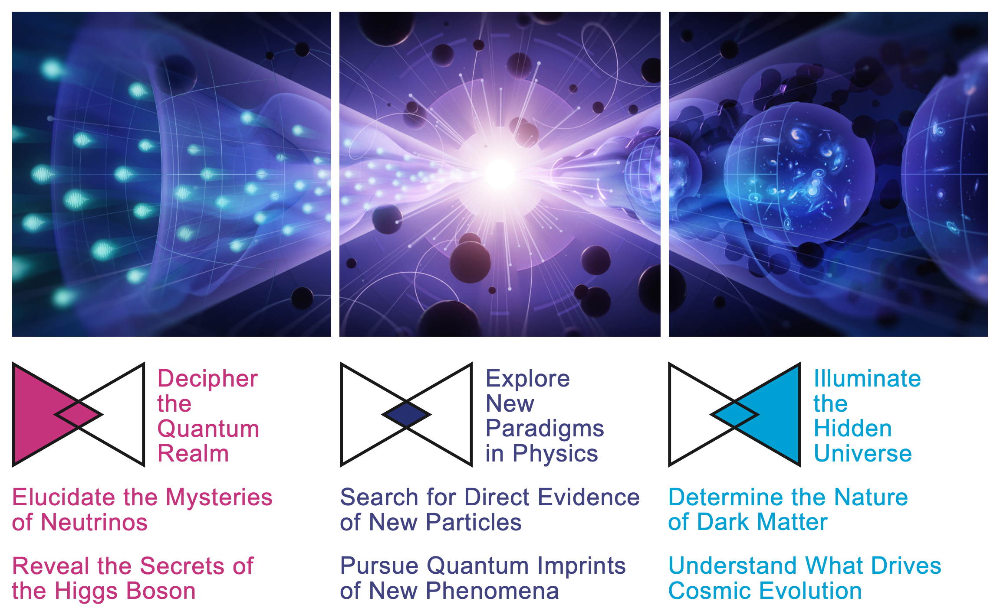 Decipher
the
Quantum
Realm
Elucidate the Mysteries
of Neutrinos
Reveal the Secrets of
the Higgs Boson
Explore
New
Paradigms
in Physics
Search for Direct Evidence
of New Particles
Pursue Quantum Imprints
of New Phenomena
Illuminate
the
Hidden
Universe
Determine the Nature
of Dark Matter
Understand What Drives
Cosmic Evolution